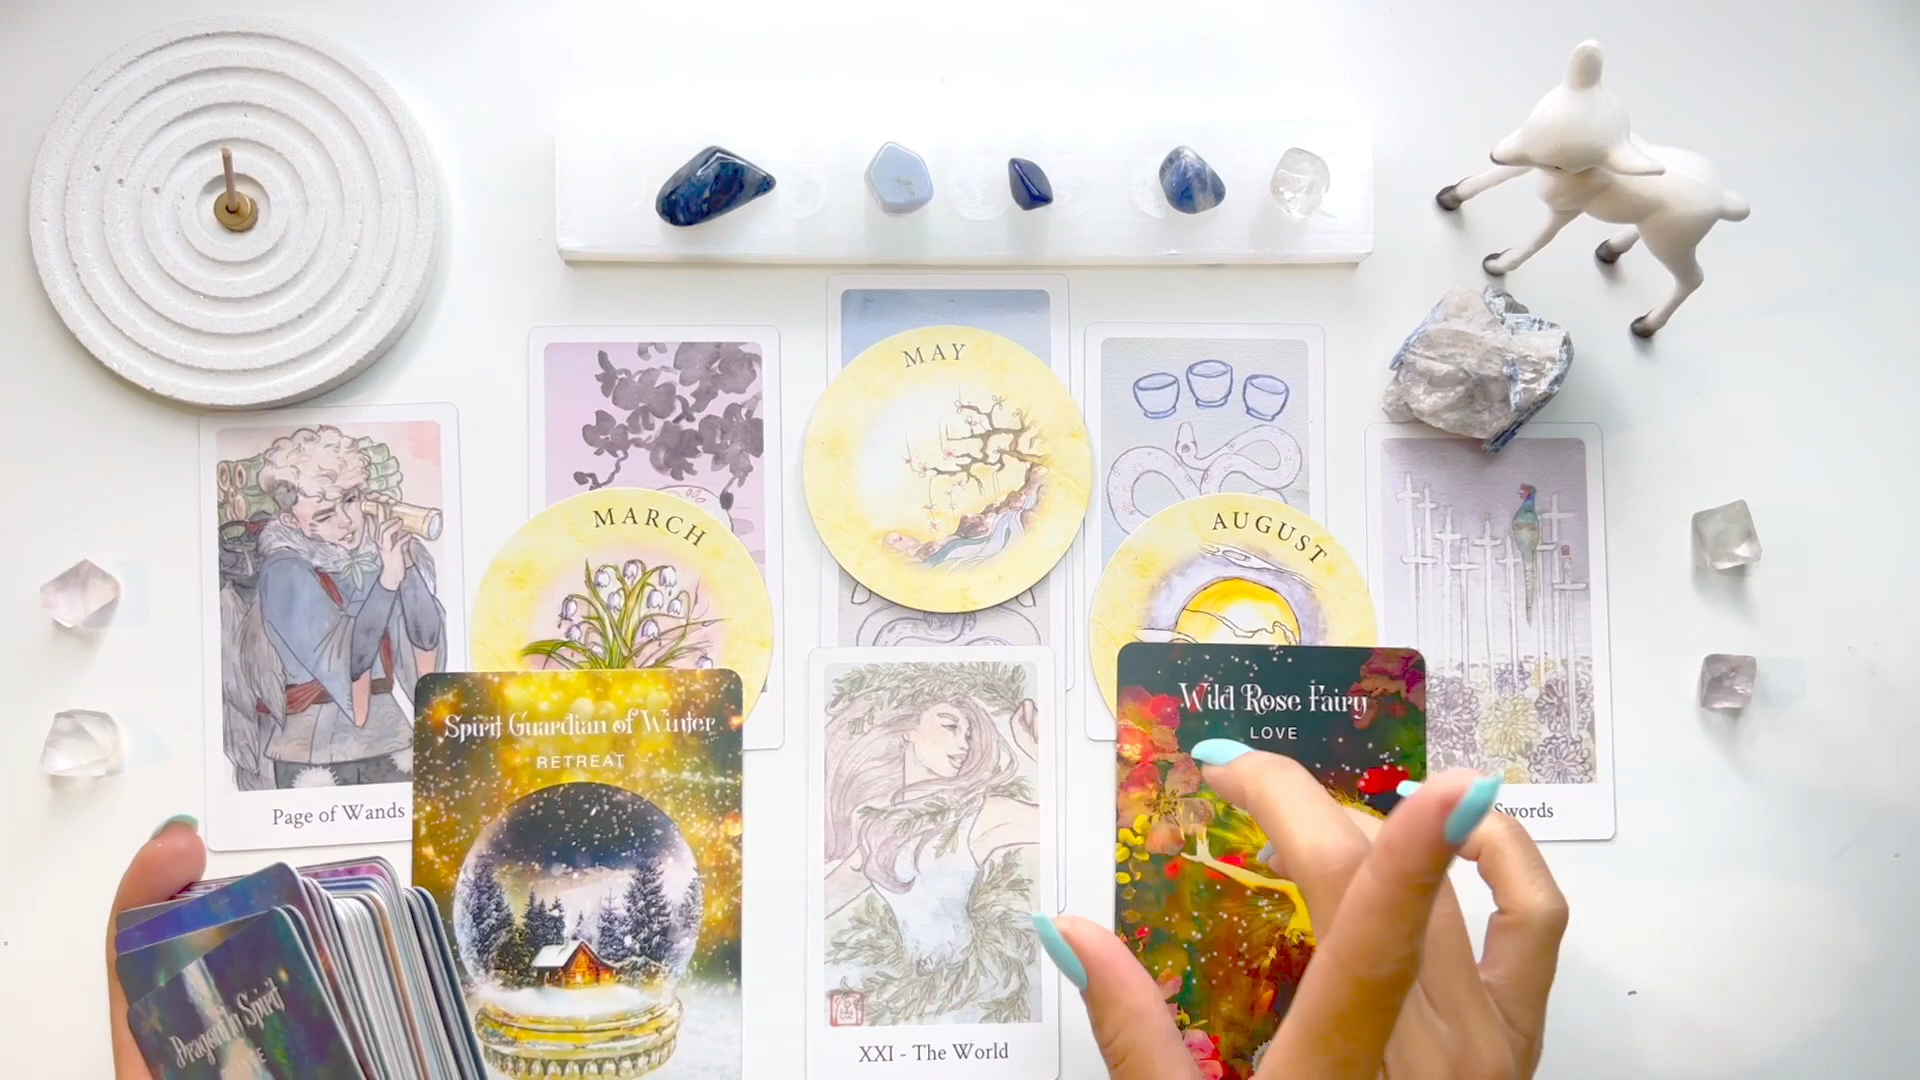 MAY
MARCH
AUGUST
Page of Wands
Spirit Guardian of Winter
RETREAT
Wild Rose Fairy
LOVE
Swords
XXI - The World
Spirit